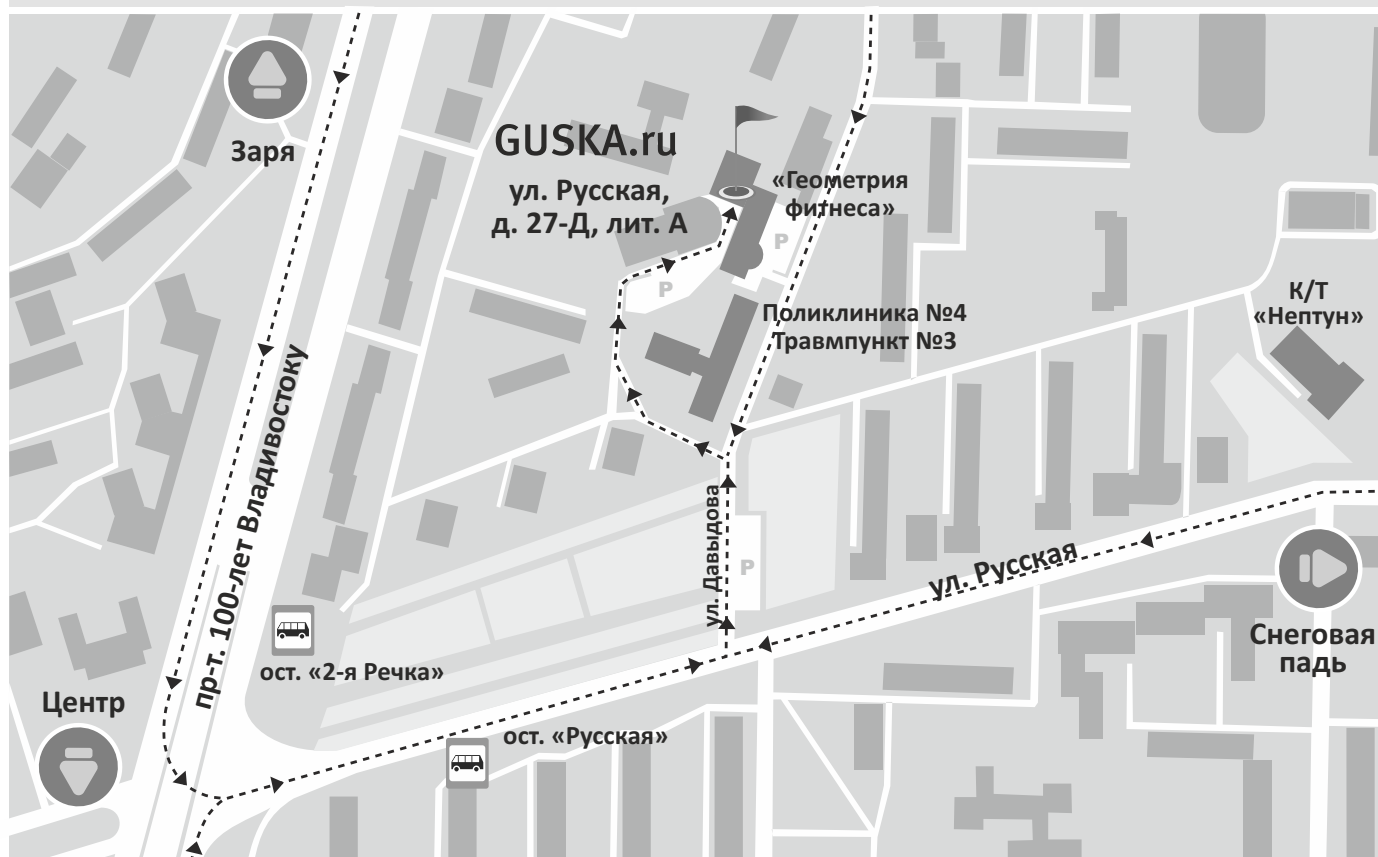 Заря
GUSKA.ru
ул. Русская,
д. 27-Д, лит. А
«Геометрия
фитнеса»
P
P
Поликлиника №4
Травмпункт №3
К/Т
«Нептун»
пр-т. 100-лет Владивостоку
ул. Давыдова
P
ул. Русская
Снеговая
падь
ост. «2-я Речка»
Центр
ост. «Русская»